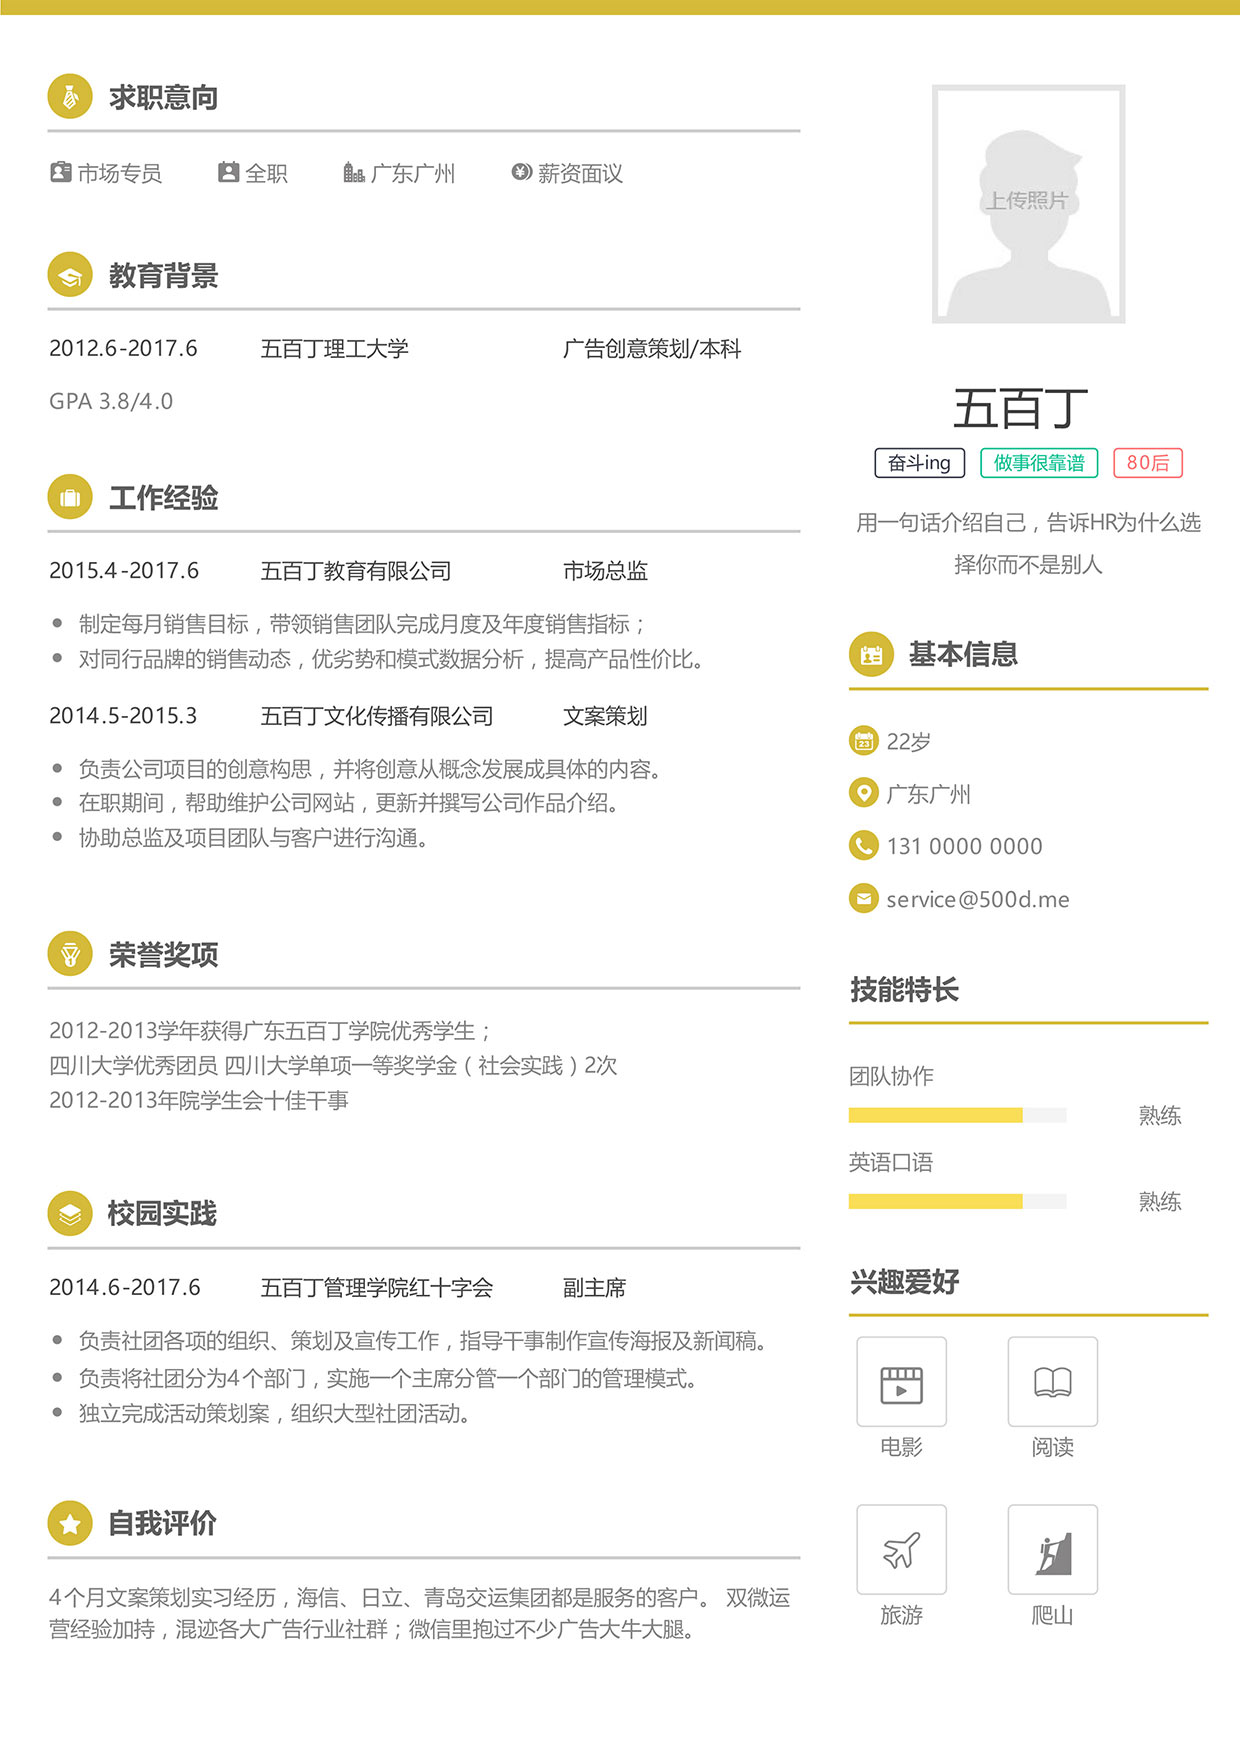 求职意向
市场专员 全职 广东广州 薪资面议
教育背景
2012.6-2017.6 五百丁理工大学 广告创意策划/本科
GPA 3.8/4.0
工作经验
2015.4-2017.6 五百丁教育有限公司 市场总监
制定每月销售目标，带领销售团队完成月度及年度销售指标；
对同行品牌的销售动态，优劣势和模式数据分析，提高产品性价比。
2014.5-2015.3 五百丁文化传播有限公司 文案策划
负责公司项目的创意构思，并将创意从概念发展成具体的内容。
在职期间，帮助维护公司网站，更新并撰写公司作品介绍。
协助总监及项目团队与客户进行沟通。
荣誉奖项
2012-2013学年获得广东五百丁学院优秀学生；
四川大学优秀团员 四川大学单项一等奖学金（社会实践）2次
2012-2013年院学生会十佳干事
校园实践
2014.6-2017.6 五百丁管理学院红十字会 副主席
负责社团各项的组织、策划及宣传工作，指导干事制作宣传海报及新闻稿。
负责将社团分为4个部门，实施一个主席分管一个部门的管理模式。
独立完成活动策划案，组织大型社团活动。
自我评价
4个月文案策划实习经历，海信、日立、青岛交运集团都是服务的客户。 双微运
营经验加持，混迹各大广告行业社群；微信里抱过不少广告大牛大腿。
上传照片
五百丁
奋斗ing 做事很靠谱 80后
用一句话介绍自己，告诉HR为什么选
择你而不是别人
基本信息
23 22岁
广东广州
131 0000 0000
service@500d.me
技能特长
团队协作
熟练
英语口语
熟练
兴趣爱好
电影 阅读
旅游 爬山